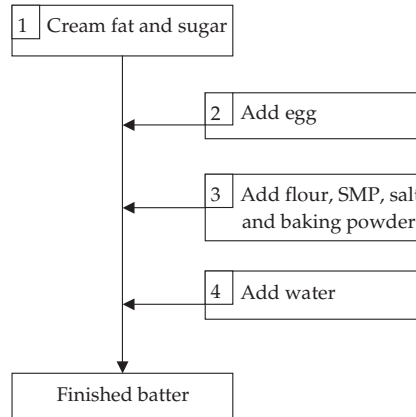 1 Cream fat and sugar
2 Add egg
3 Add flour, SMP, salt
and baking powder
4 Add water
Finished batter